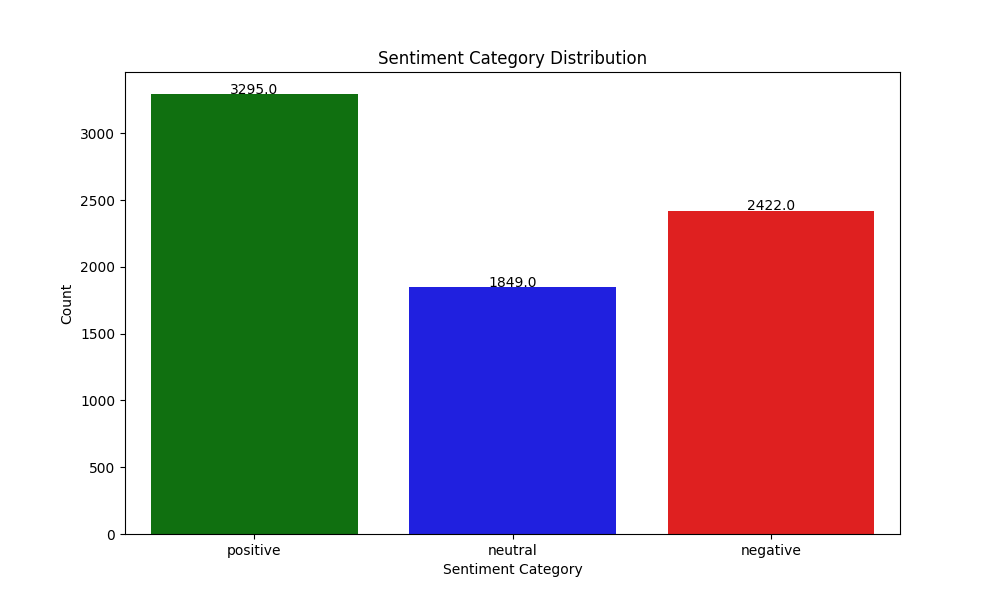 Sentiment Category Distribution
3295.0
1849.0
2422.0
3000
2500
2000
1500
1000
500
0
Count
positive
neutral
negative
Sentiment Category